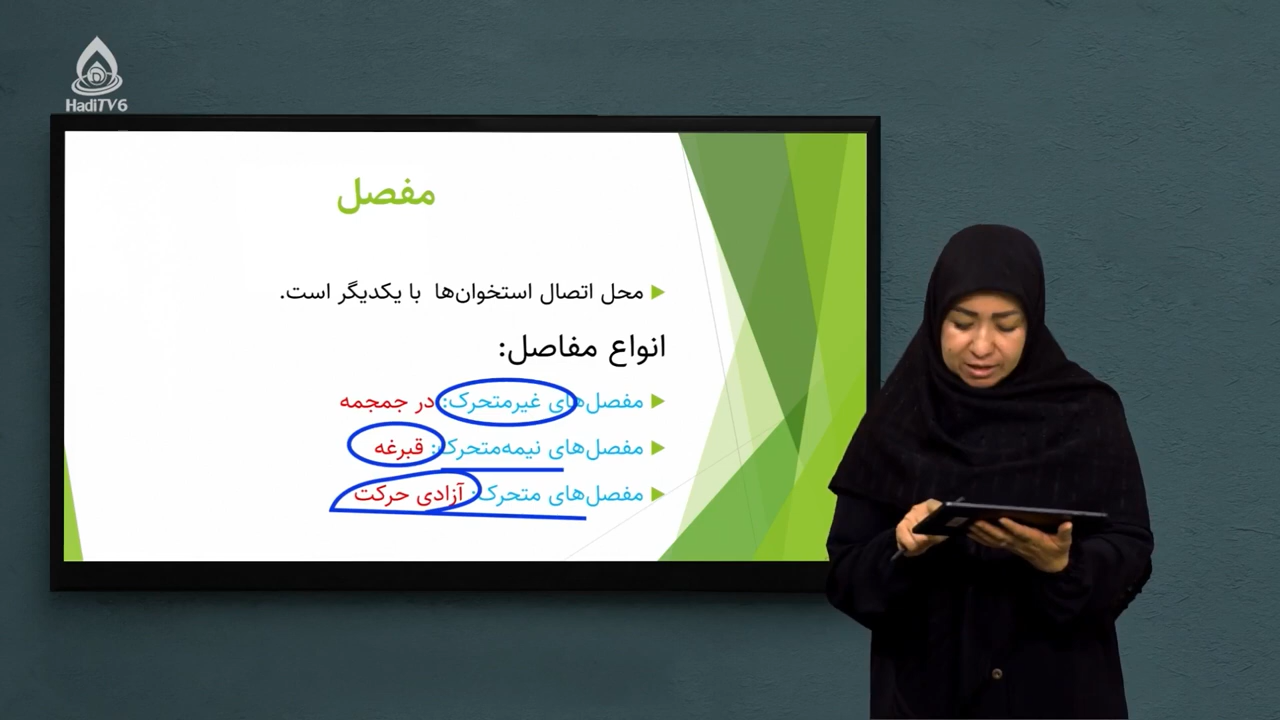 HadiTV6
مفصل
محل اتصال استخوان‌ها با یکدیگر است.
انواع مفاصل:
مفصل‌های غیرمتحرک: در جمجمه
مفصل‌های نیمه‌متحرک: قبرغه
مفصل‌های متحرک: آزادی حرکت